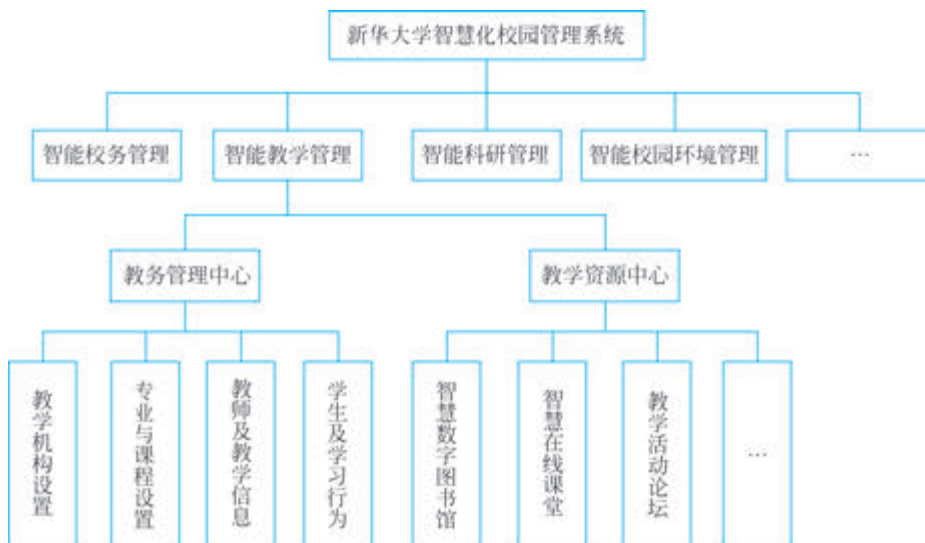 新华大学智慧化校园管理系统
智能校务管理
智能教学管理
智能科研管理
智能校园环境管理
…
教务管理中心
教学资源中心
教学机构设置
专业与课程设置
教师及教学信息
学生及学习行为
智慧数字图书馆
智慧在线课堂
教学活动论坛
…